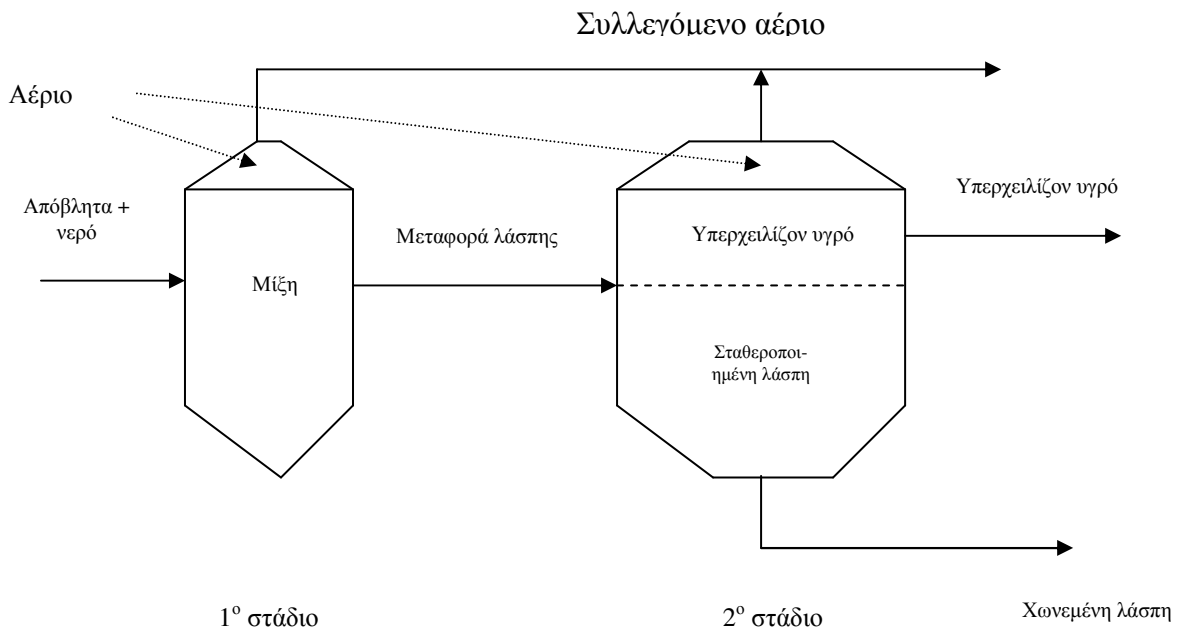 Συλλεγόμενο αέριο
Αέριο
Απόβλητα +
νερό
Μεταφορά λάσπης
Υπερχειλίζον υγρό
Υπερχειλίζον υγρό
Μίξη
Σταθεροποι-
ημένη λάσπη
1ο στάδιο
2ο στάδιο
Χωνεμένη λάσπη